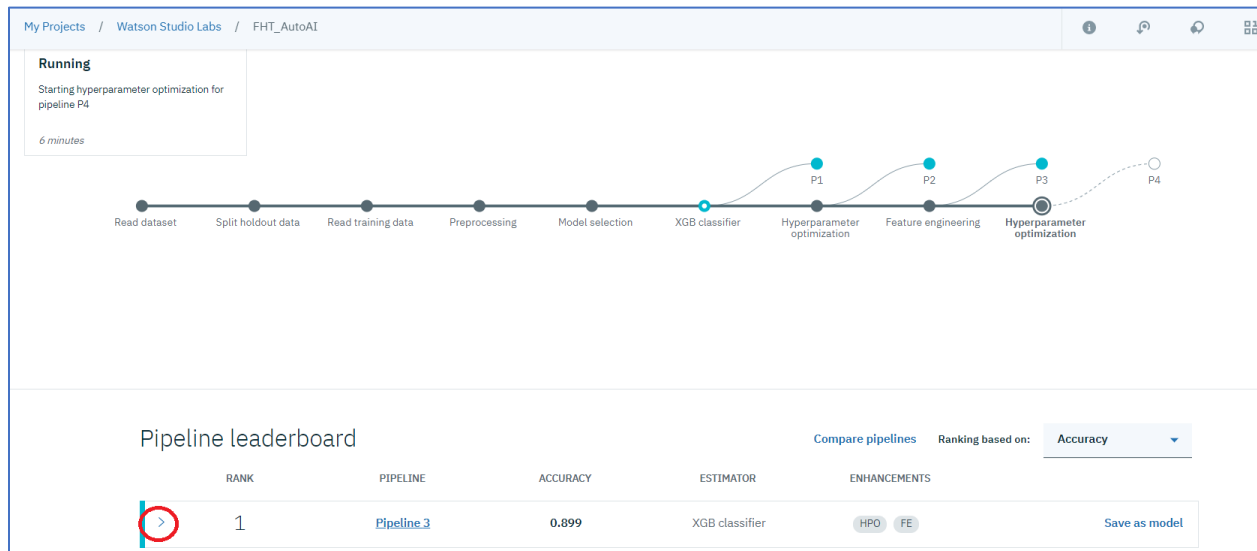 My Projects / Watson Studio Labs / FHT_AutoAI
Running
Starting hyperparameter optimization for
pipeline P4
6 minutes
P1 P2 P3 P4
Read dataset Split holdout data Read training data Preprocessing Model selection XGB classifier Hyperparameter Feature engineering Hyperparameter
optimization optimization
Pipeline leaderboard
Compare pipelines Ranking based on: Accuracy
RANK PIPELINE ACCURACY ESTIMATOR ENHANCEMENTS
1 Pipeline 3 0.899 XGB classifier HPO FE Save as model